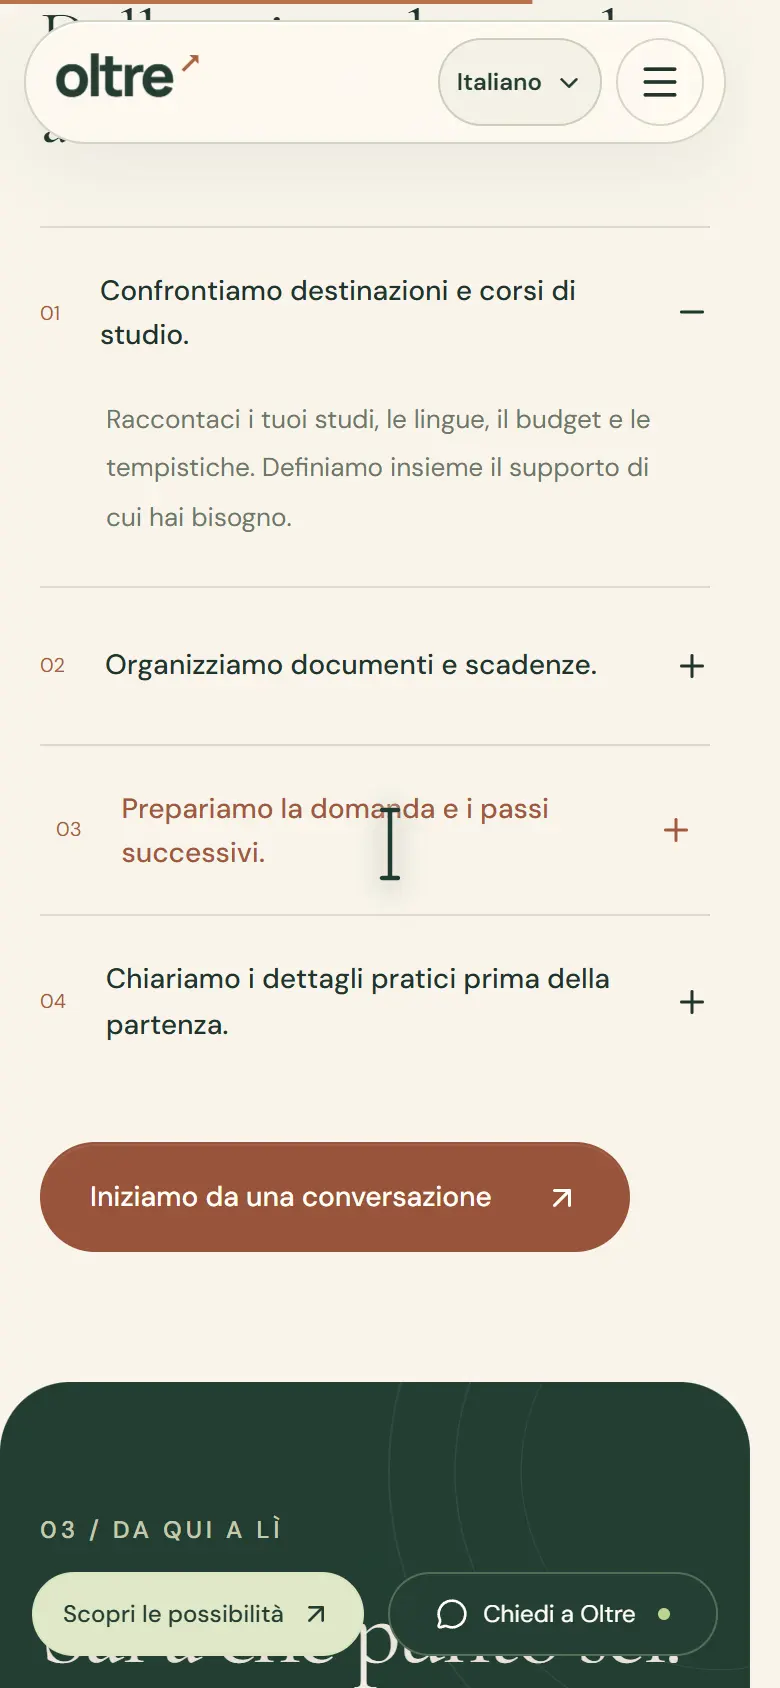 oltre
Italiano
01
Confrontiamo destinazioni e corsi di
studio.
Raccontaci i tuoi studi, le lingue, il budget e le
tempistiche. Definiamo insieme il supporto di
cui hai bisogno.
02
Organizziamo documenti e scadenze.
03
Prepariamo la domanda e i passi
successivi.
04
Chiariamo i dettagli pratici prima della
partenza.
Iniziamo da una conversazione
03 / DA QUI A LÌ
Scopri le possibilità
Chiedi a Oltre